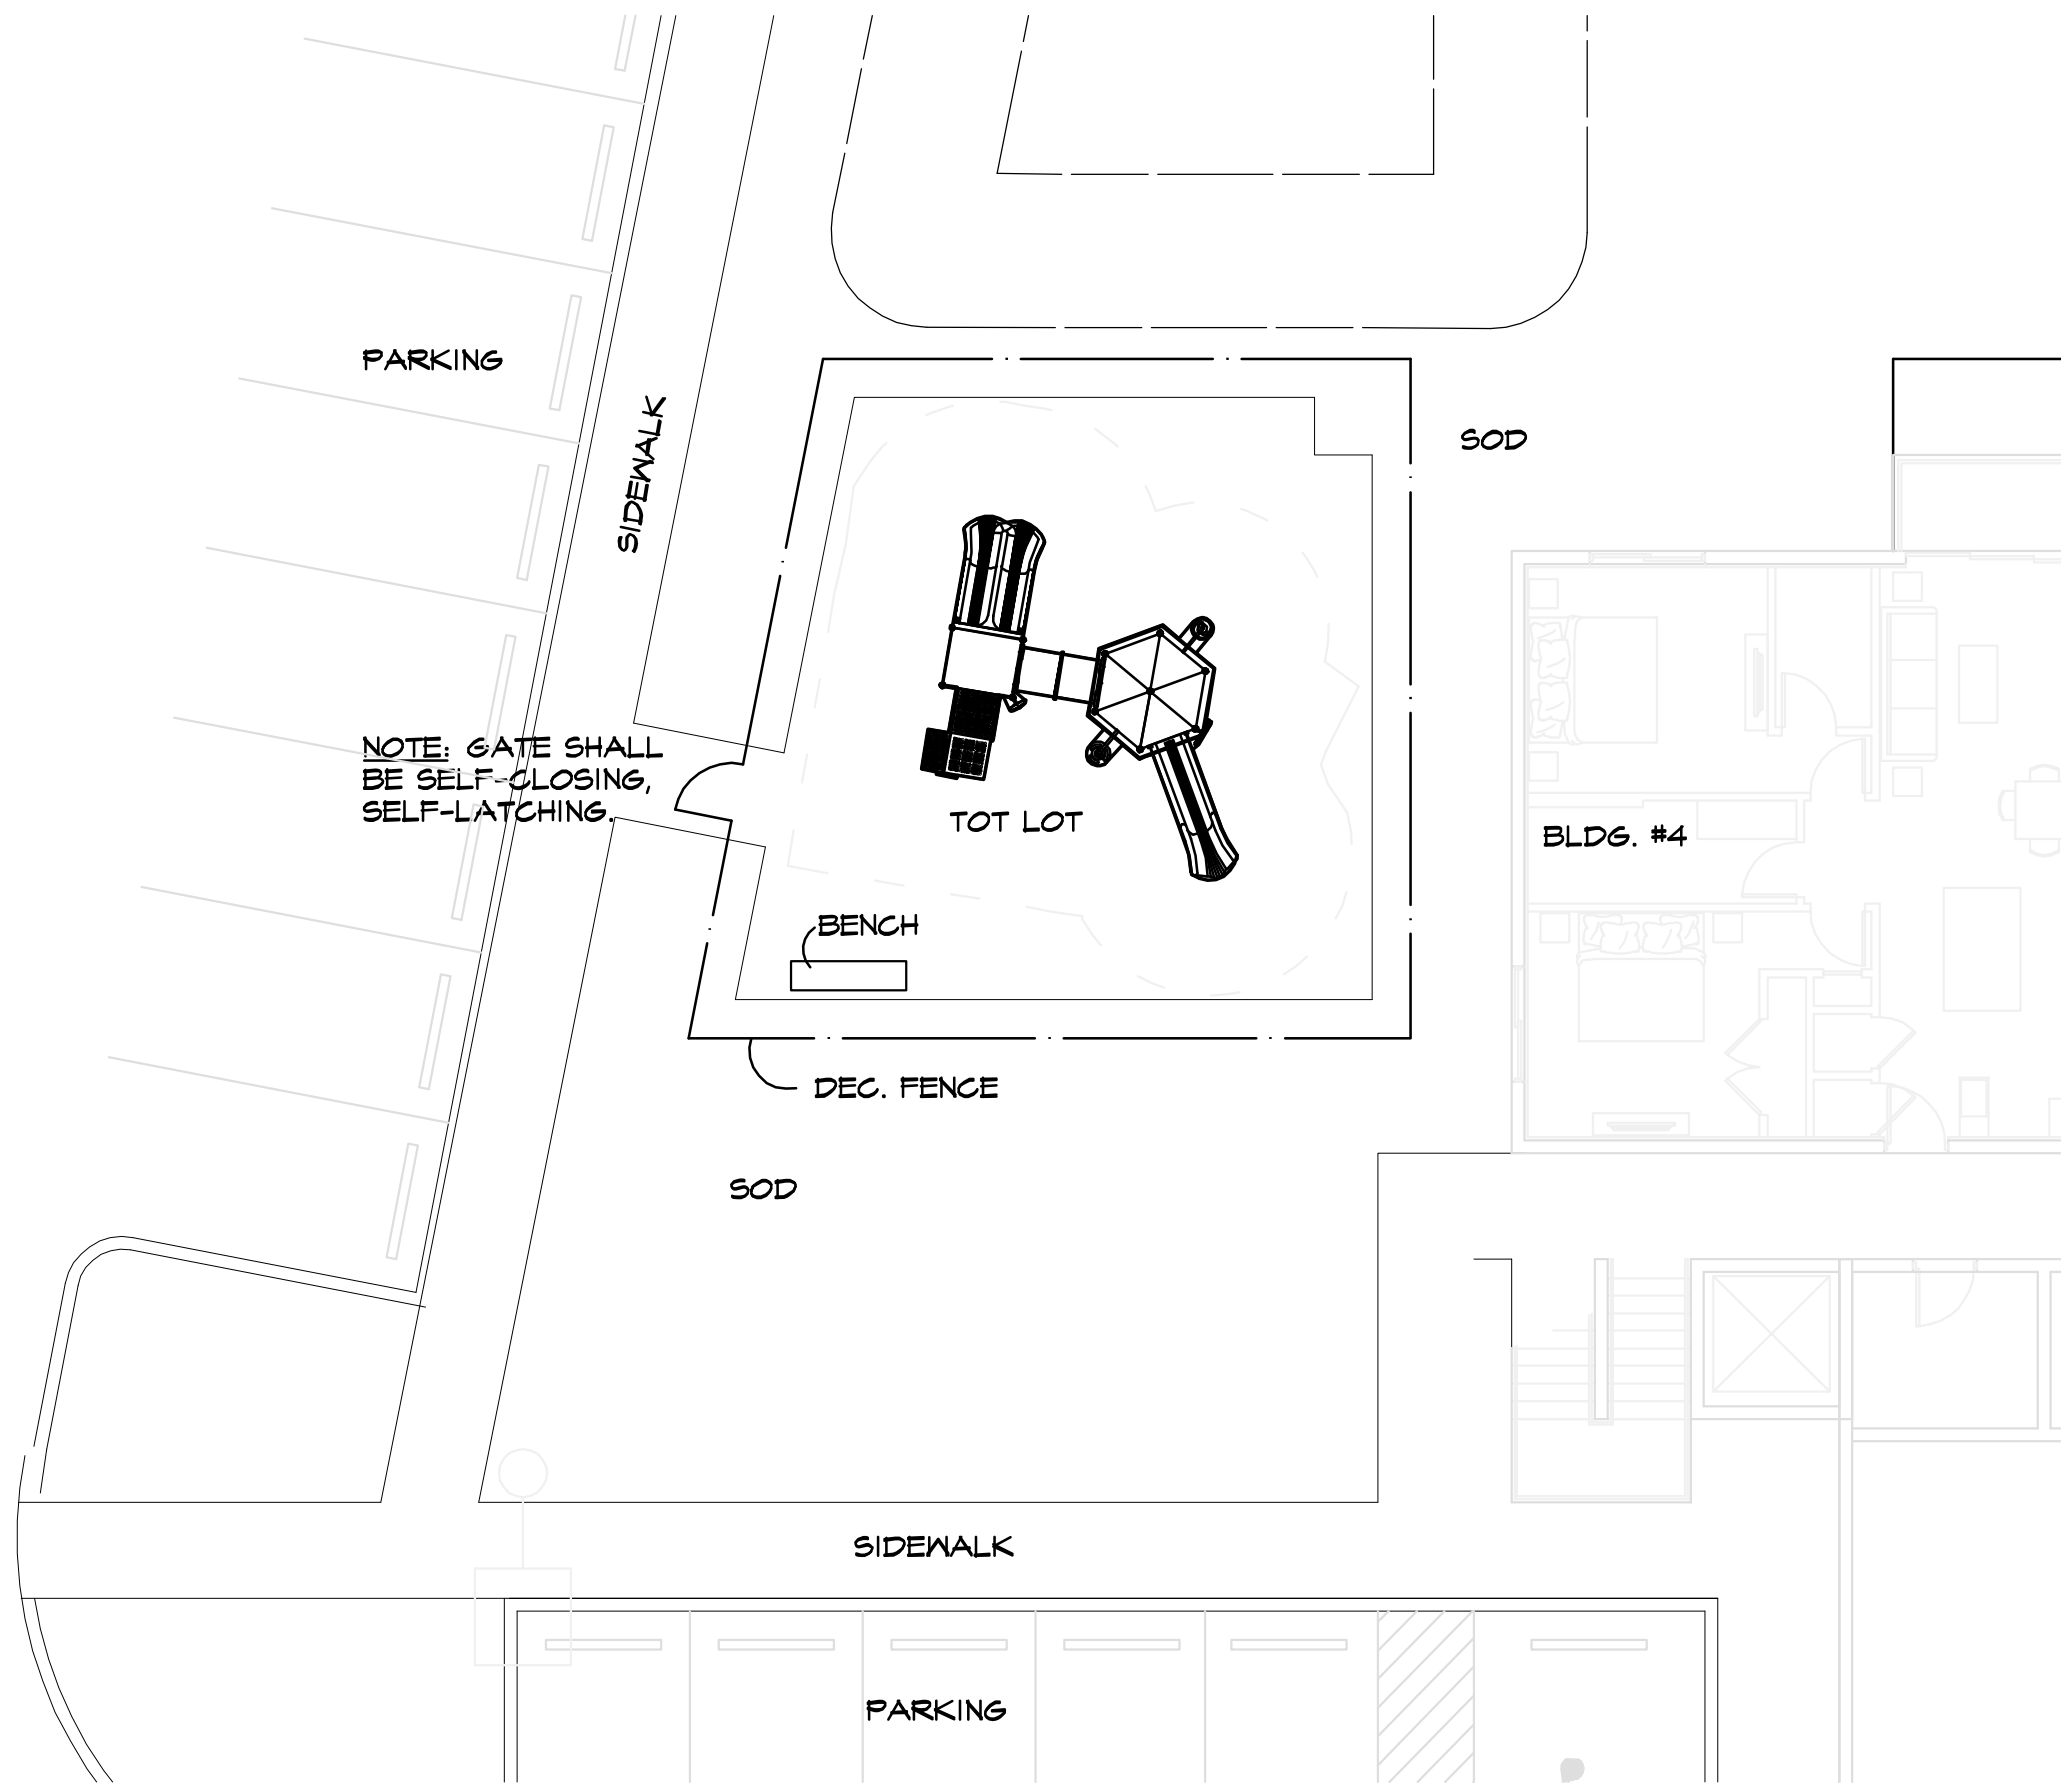 PARKING
SIDEWALK
SOD
NOTE: GATE SHALL
BE SELF-CLOSING,
SELF-LATCHING.
TOT LOT
BLDG. #4
BENCH
DEC. FENCE
SOD
SIDEWALK
PARKING